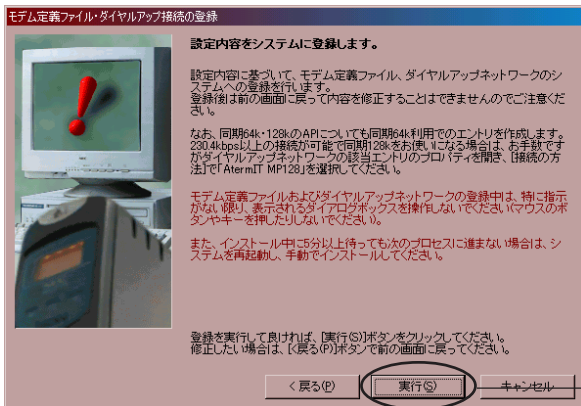 モデム定義ファイル・ダイヤルアップ接続の登録
設定内容をシステムに登録します。
設定内容に基づいて、モデム定義ファイル、ダイヤルアップネットワークのシ
ステムへの登録を行います。
登録後は前の画面に戻って内容を修正することはできませんのでご注意くだ
さい。
なお、同期64k・128kのAPについても同期64k利用でのエントリを作成します。
230.4kbps以上の接続が可能で同期128kをお使いになる場合は、お手数です
がダイヤルアップネットワークの該当エントリのプロパティを開き、[接続の方
法]で「AtermIT MP128」を選択してください。
モデム定義ファイルおよびダイヤルアップネットワークの登録中は、特に指示
がない限り、表示されるダイアログボックスを操作しないでください(マウスのボ
タンやキーを押したりしないでください)。
また、インストール中に5分以上待っても次のプロセスに進まない場合は、シ
ステムを再起動し、手動でインストールしてください。
登録を実行して良ければ、[実行(S)]ボタンをクリックしてください。
修正したい場合は、[<戻る(P)]ボタンで前の画面に戻ってください。
< 戻る(P)
実行(S)
キャンセル